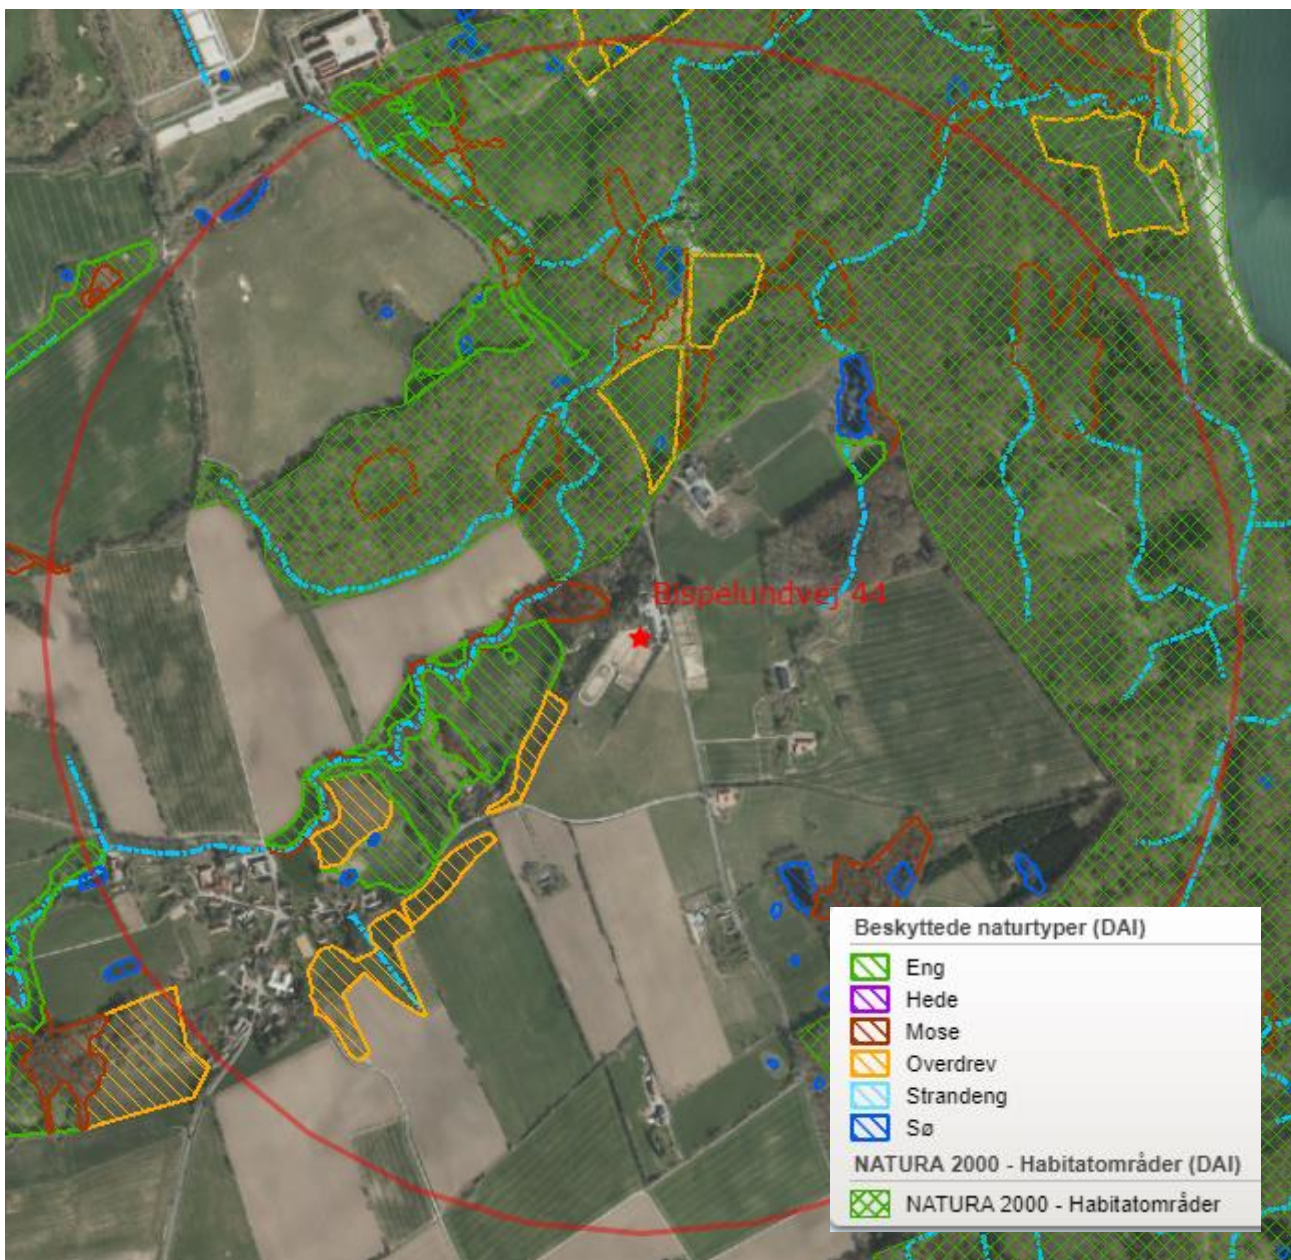 Bispelundvej 44
Beskyttede naturtyper (DAI)
Eng
Hede
Mose
Overdrev
Strandeng
Sø
NATURA 2000 - Habitatområder (DAI)
NATURA 2000 - Habitatområder